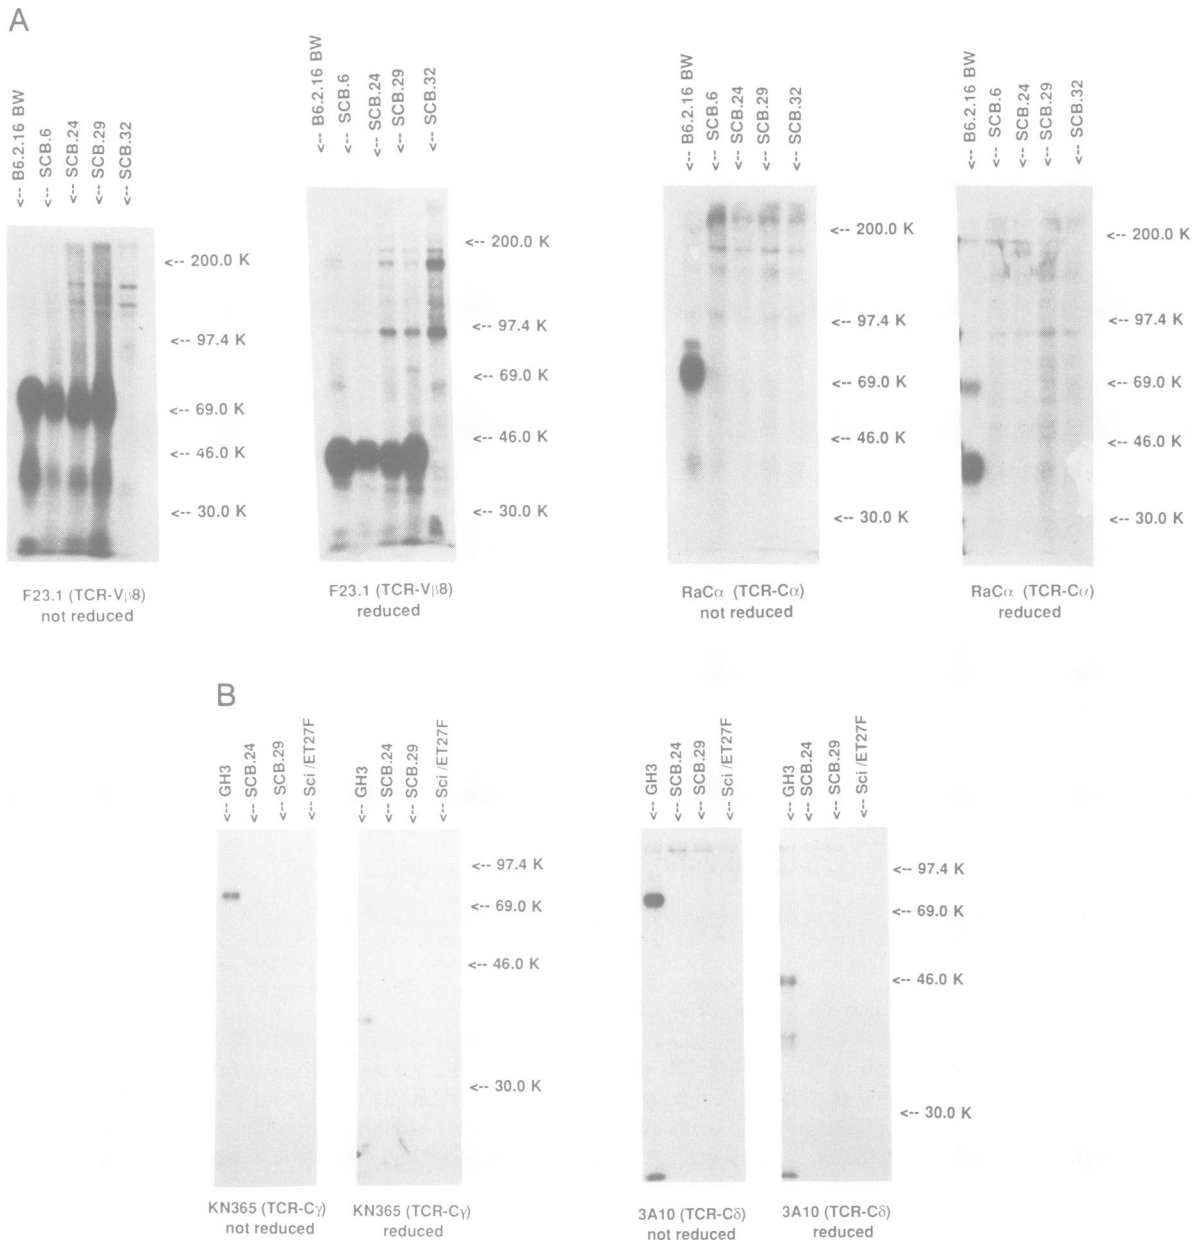 A
<-- B6.2.16 BW
<-- SCB.6
<-- SCB.24
<-- SCB.29
<-- SCB.32
<-- 200.0 K
<-- 97.4 K
<-- 69.0 K
<-- 46.0 K
<-- 30.0 K
F23.1 (TCR-Vβ8)
not reduced
<-- B6.2.16 BW
<-- SCB.6
<-- SCB.24
<-- SCB.29
<-- SCB.32
<-- 200.0 K
<-- 97.4 K
<-- 69.0 K
<-- 46.0 K
<-- 30.0 K
F23.1 (TCR-Vβ8)
reduced
<-- B6.2.16 BW
<-- SCB.6
<-- SCB.24
<-- SCB.29
<-- SCB.32
<-- 200.0 K
<-- 97.4 K
<-- 69.0 K
<-- 46.0 K
<-- 30.0 K
RaCα (TCR-Cα)
not reduced
<-- B6.2.16 BW
<-- SCB.6
<-- SCB.24
<-- SCB.29
<-- SCB.32
<-- 200.0 K
<-- 97.4 K
<-- 69.0 K
<-- 46.0 K
<-- 30.0 K
RaCα (TCR-Cα)
reduced
B
<-- GH3
<-- SCB.24
<-- SCB.29
<-- Sci /ET27F
KN365 (TCR-Cγ)
not reduced
<-- GH3
<-- SCB.24
<-- SCB.29
<-- Sci /ET27F
<-- 97.4 K
<-- 69.0 K
<-- 46.0 K
<-- 30.0 K
KN365 (TCR-Cγ)
reduced
<-- GH3
<-- SCB.24
<-- SCB.29
<-- Sci /ET27F
3A10 (TCR-Cδ)
not reduced
<-- GH3
<-- SCB.24
<-- SCB.29
<-- Sci /ET27F
<-- 97.4 K
<-- 69.0 K
<-- 46.0 K
<-- 30.0 K
3A10 (TCR-Cδ)
reduced